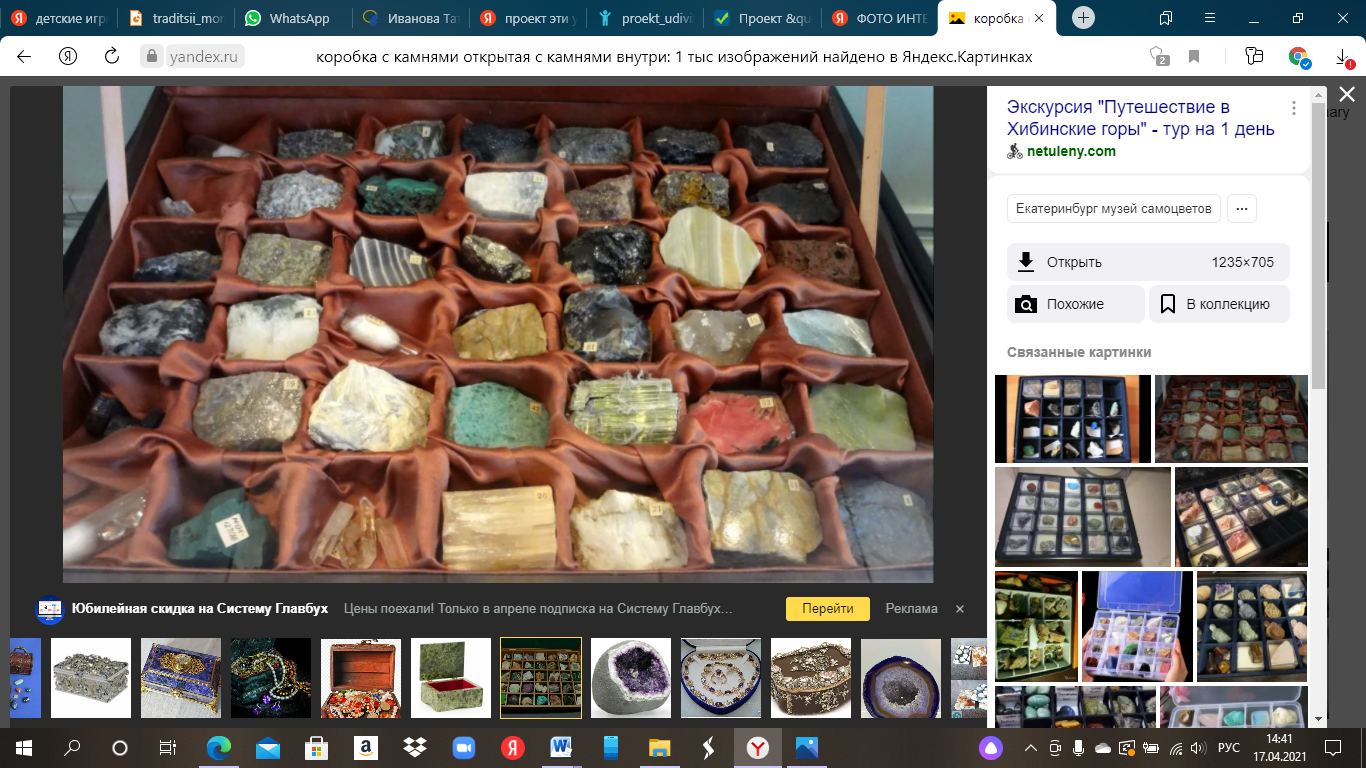 детские игр
traditsii_mor
WhatsApp
Иванова Тат
проект эти у
proekt_udivi
Проект &qu
ФОТО ИНТЕ
коробка
yandex.ru
коробка с камнями открытая с камнями внутри: 1 тыс изображений найдено в Яндекс.Картинках
2
Экскурсия "Путешествие в
Хибинские горы" - тур на 1 день
netuleny.com
Екатеринбург музей самоцветов
Открыть
1235×705
Похожие
В коллекцию
Связанные картинки
Юбилейная скидка на Систему Главбух
Цены поехали! Только в апреле подписка на Систему Главбух…
Перейти
Реклама
РУС
14:41
17.04.2021